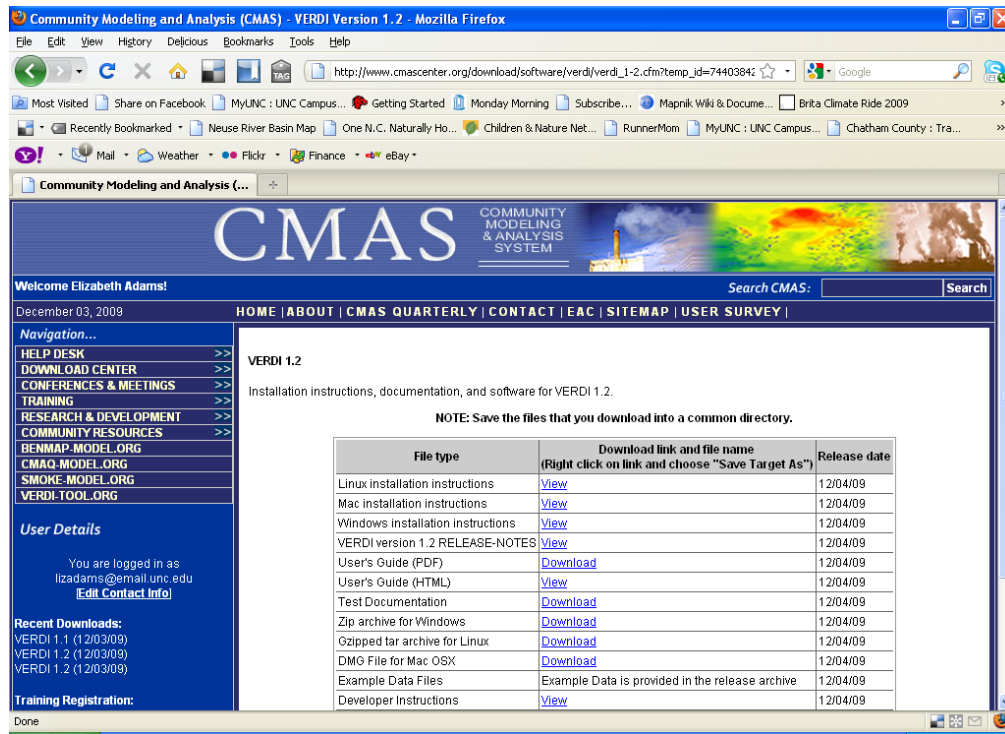 Community Modeling and Analysis (CMAS) - VERDI Version 1.2 - Mozilla Firefox
File Edit View History Delicious Bookmarks Tools Help
TAG http://www.cmascenter.org/download/software/verdi/verdi_1-2.cfm?temp_id=74403842 Google
Most Visited Share on Facebook MyUNC : UNC Campus... Getting Started Monday Morning Subscribe... Mapnik Wiki & Docume... Brita Climate Ride 2009
Recently Bookmarked Neuse River Basin Map One N.C. Naturally Ho... Children & Nature Net... RunnerMom MyUNC : UNC Campus... Chatham County : Tra...
Y! Mail Weather Flickr Finance eBay
Community Modeling and Analysis (...
CMAS
COMMUNITY
MODELING
& ANALYSIS
SYSTEM
Welcome Elizabeth Adams! Search CMAS: Search
December 03, 2009 HOME |ABOUT | CMAS QUARTERLY | CONTACT | EAC | SITEMAP | USER SURVEY |
Navigation...
HELP DESK >>
DOWNLOAD CENTER >>
CONFERENCES & MEETINGS >>
TRAINING >>
RESEARCH & DEVELOPMENT >>
COMMUNITY RESOURCES >>
BENMAP-MODEL.ORG
CMAQ-MODEL.ORG
SMOKE-MODEL.ORG
VERDI-TOOL.ORG
User Details
You are logged in as
lizadams@email.unc.edu
[Edit Contact Info]
Recent Downloads:
VERDI 1.1 (12/03/09)
VERDI 1.2 (12/03/09)
VERDI 1.2 (12/03/09)
Training Registration:
VERDI 1.2
Installation instructions, documentation, and software for VERDI 1.2.
NOTE: Save the files that you download into a common directory.
File type Download link and file name Release date
(Right click on link and choose "Save Target As")
Linux installation instructions View 12/04/09
Mac installation instructions View 12/04/09
Windows installation instructions View 12/04/09
VERDI version 1.2 RELEASE-NOTES View 12/04/09
User's Guide (PDF) Download 12/04/09
User's Guide (HTML) View 12/04/09
Test Documentation Download 12/04/09
Zip archive for Windows Download 12/04/09
Gzipped tar archive for Linux Download 12/04/09
DMG File for Mac OSX Download 12/04/09
Example Data Files Example Data is provided in the release archive 12/04/09
Developer Instructions View 12/04/09
Done